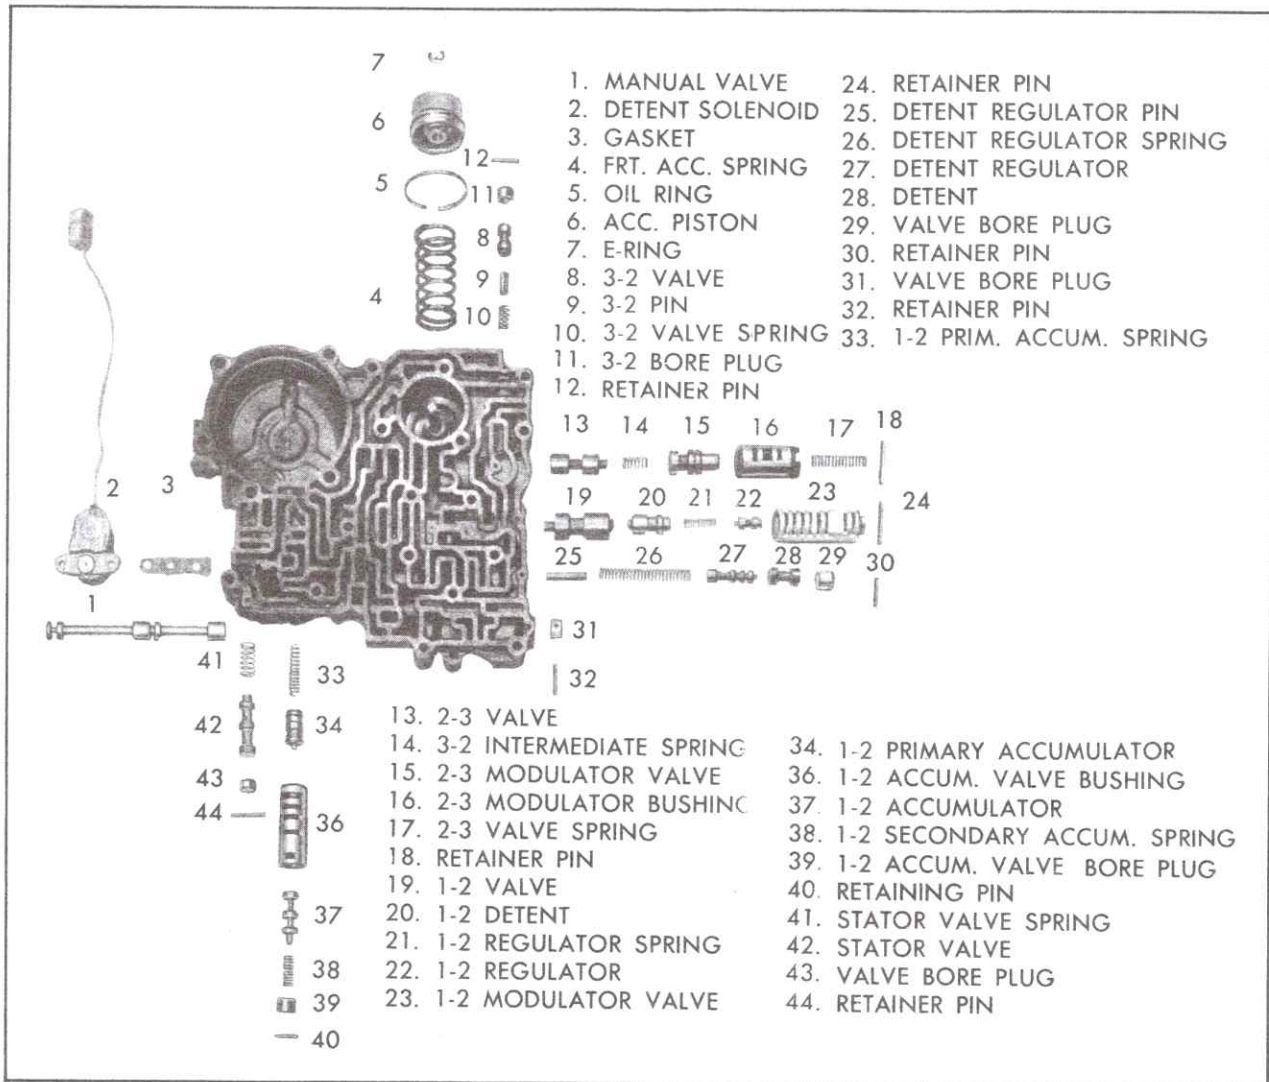 7
6
12
5
11
8
9
4
10
1. MANUAL VALVE
2. DETENT SOLENOID
3. GASKET
4. FRT. ACC. SPRING
5. OIL RING
6. ACC. PISTON
7. E-RING
8. 3-2 VALVE
9. 3-2 PIN
10. 3-2 VALVE SPRING
11. 3-2 BORE PLUG
12. RETAINER PIN
24. RETAINER PIN
25. DETENT REGULATOR PIN
26. DETENT REGULATOR SPRING
27. DETENT REGULATOR
28. DETENT
29. VALVE BORE PLUG
30. RETAINER PIN
31. VALVE BORE PLUG
32. RETAINER PIN
33. 1-2 PRIM. ACCUM. SPRING
13 14 15 16 17 18
2 3
19 20 21 22 23 24
25 26 27 28 29 30
1
31
32
41 33
42 34
43
44 36
37
38
39
40
13. 2-3 VALVE
14. 3-2 INTERMEDIATE SPRING
15. 2-3 MODULATOR VALVE
16. 2-3 MODULATOR BUSHING
17. 2-3 VALVE SPRING
18. RETAINER PIN
19. 1-2 VALVE
20. 1-2 DETENT
21. 1-2 REGULATOR SPRING
22. 1-2 REGULATOR
23. 1-2 MODULATOR VALVE
34. 1-2 PRIMARY ACCUMULATOR
36. 1-2 ACCUM. VALVE BUSHING
37. 1-2 ACCUMULATOR
38. 1-2 SECONDARY ACCUM. SPRING
39. 1-2 ACCUM. VALVE BORE PLUG
40. RETAINING PIN
41. STATOR VALVE SPRING
42. STATOR VALVE
43. VALVE BORE PLUG
44. RETAINER PIN